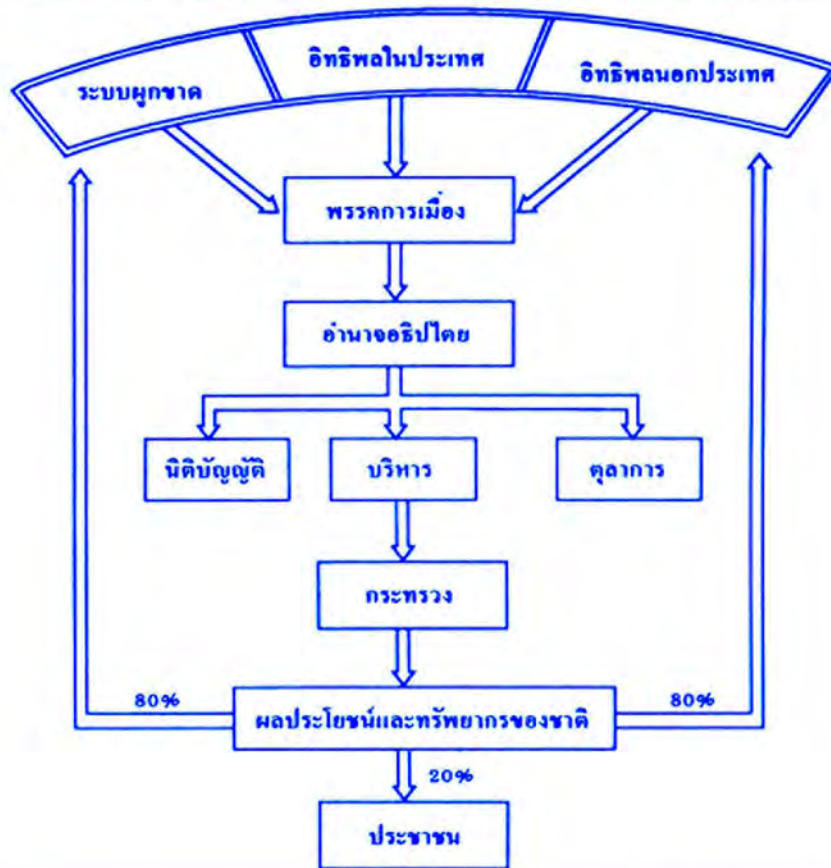 ระบบผูกขาด
อิทธิพลในประเทศ
อิทธิพลนอกประเทศ
พรรคการเมือง
อำนาจอธิปไตย
นิติบัญญัติ
บริหาร
ตุลาการ
กระทรวง
80%
ผลประโยชน์และทรัพยากรของชาติ
80%
20%
ประชาชน